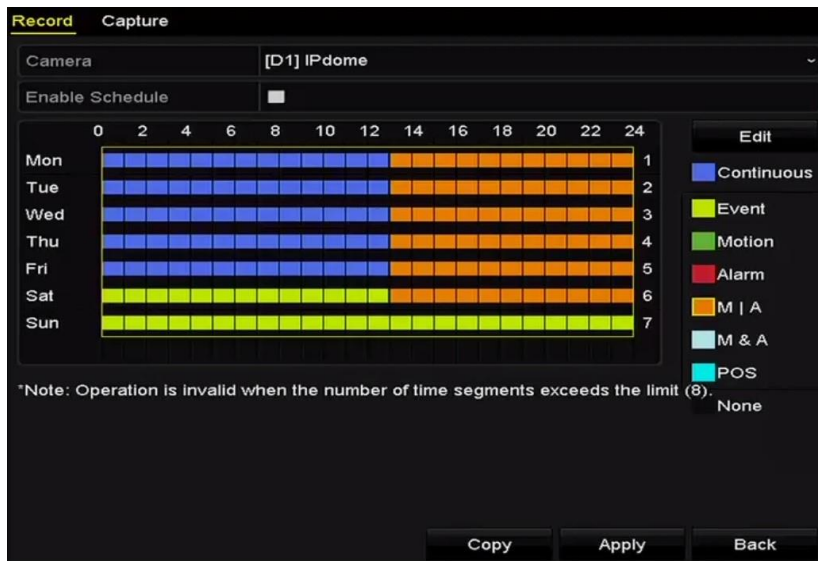 Record Capture
Camera [D1] IPdome
Enable Schedule
0 2 4 6 8 10 12 14 16 18 20 22 24
Edit
Mon 1
Continuous
Tue 2
Wed 3
Event
Thu 4
Motion
Fri 5
Alarm
Sat 6
M | A
Sun 7
M & A
POS
*Note: Operation is invalid when the number of time segments exceeds the limit (8).
None
Copy Apply Back